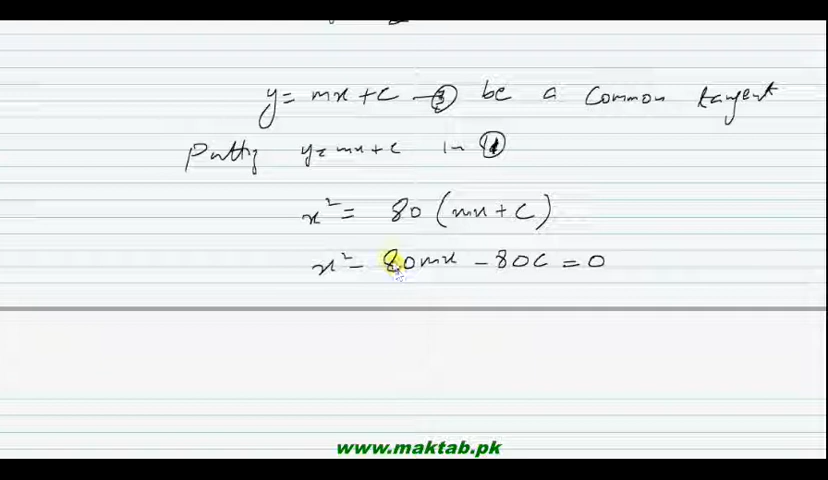 y = mx + c — ③ be a common tangent
Putting y = mx + c in ①
x² = 80 (mx + c)
x² - 80mx - 80c = 0
www.maktab.pk